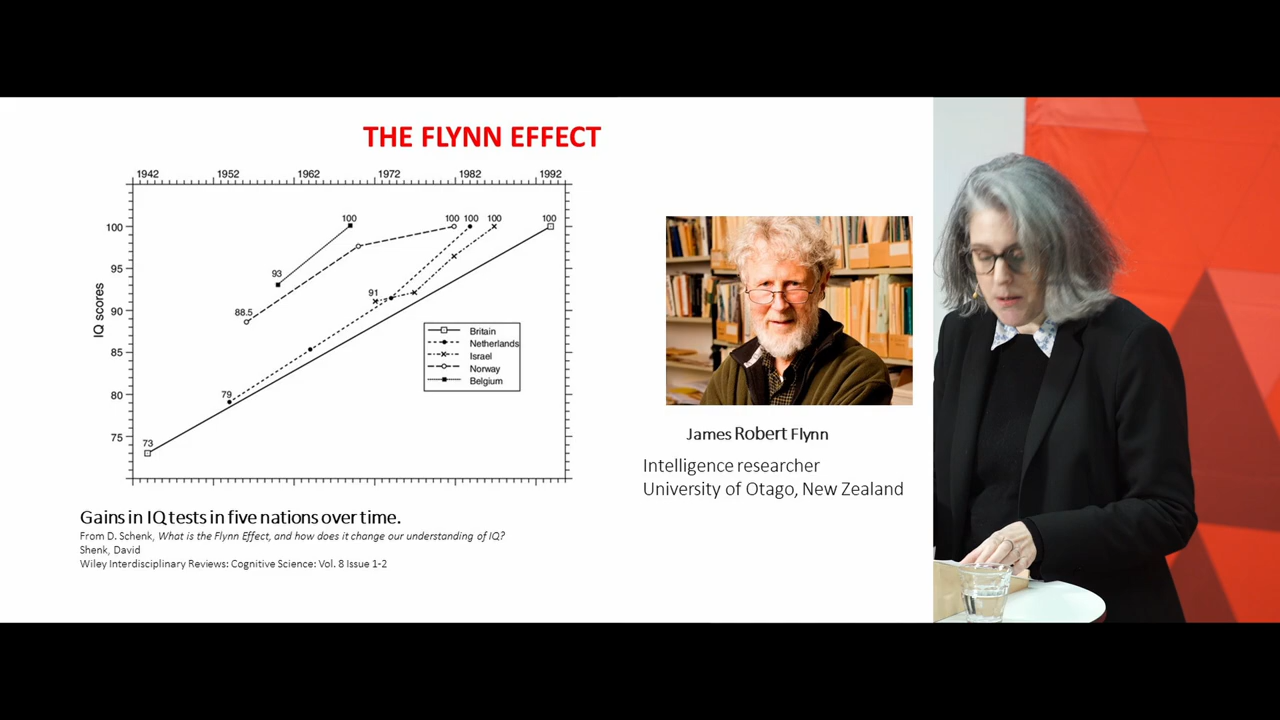 THE FLYNN EFFECT
1942 1952 1962 1972 1982 1992
100
95
90
85
80
75
IQ scores
100 100 100 100 100
93
91
88.5
79
73
Britain
Netherlands
Israel
Norway
Belgium
Gains in IQ tests in five nations over time.
From D. Schenk, What is the Flynn Effect, and how does it change our understanding of IQ?
Shenk, David
Wiley Interdisciplinary Reviews: Cognitive Science: Vol. 8 Issue 1-2
James Robert Flynn
Intelligence researcher
University of Otago, New Zealand